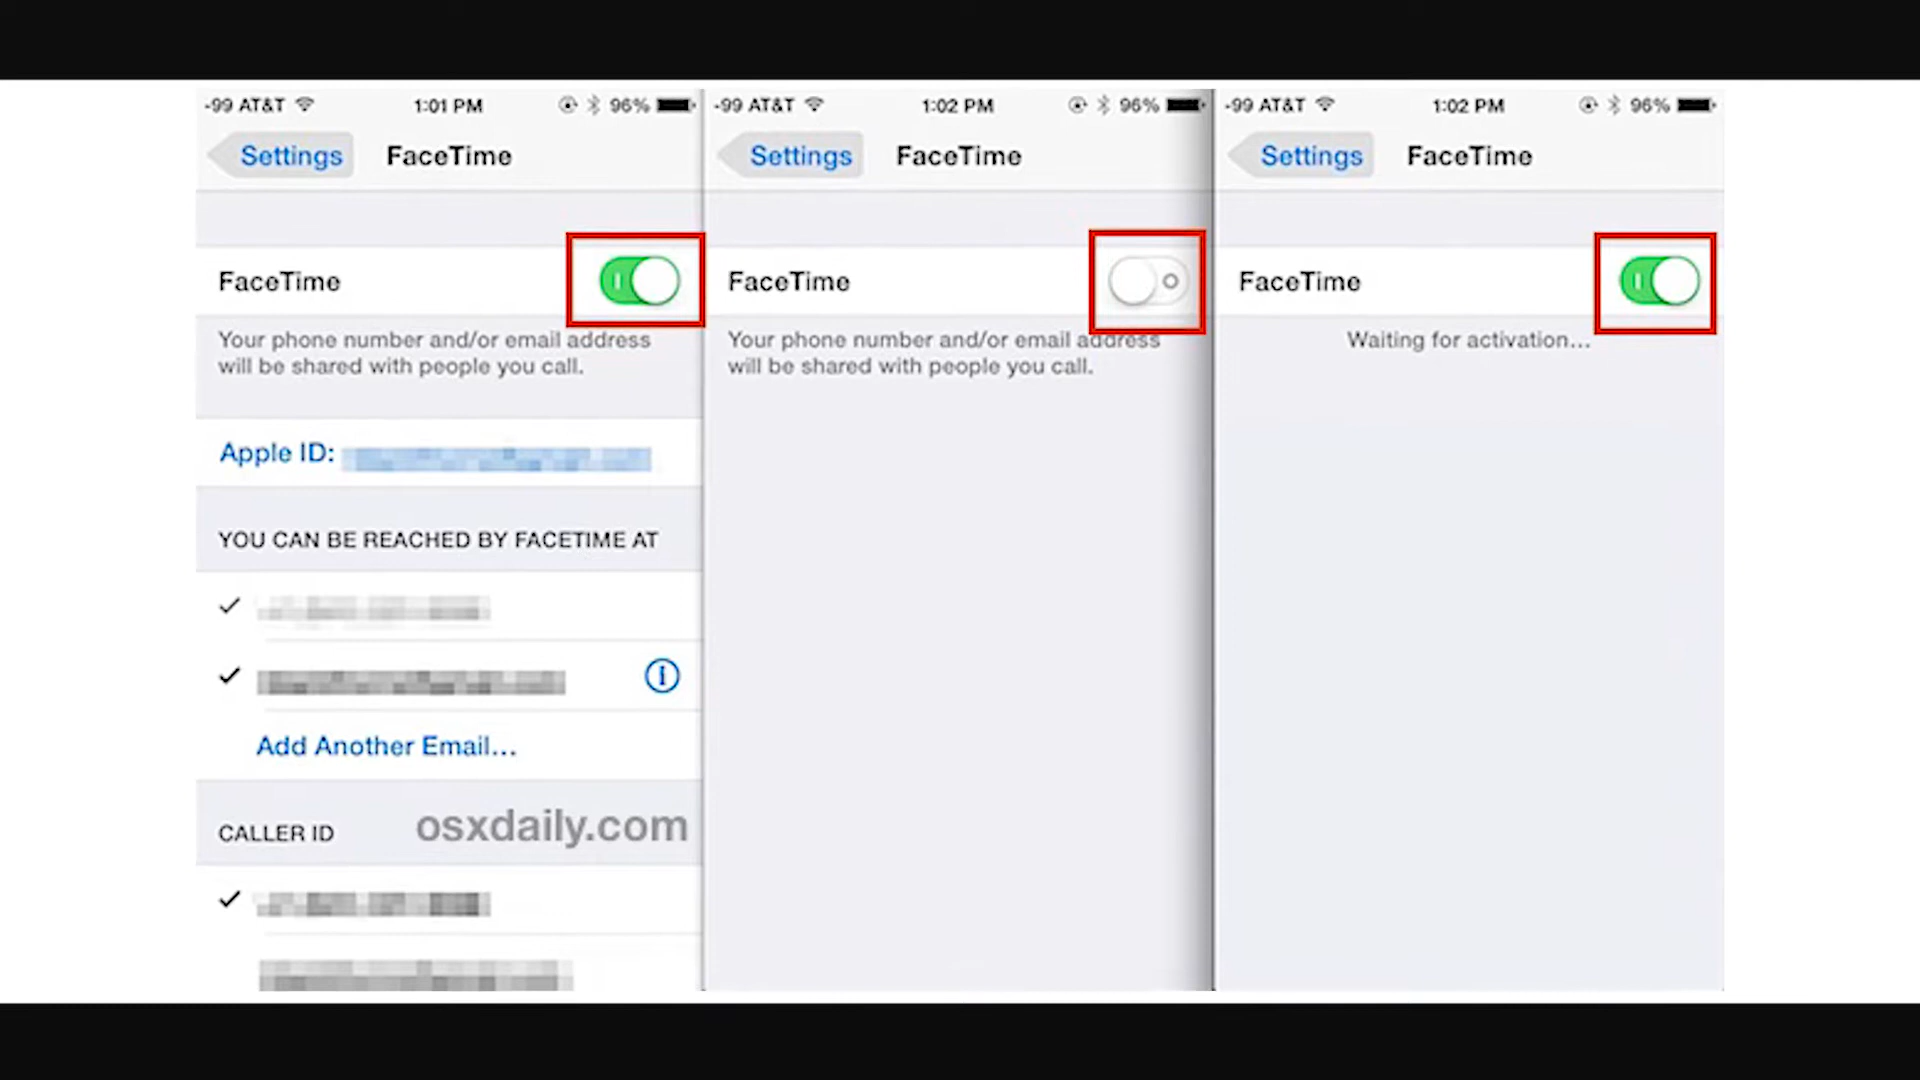 -99 AT&T 1:01 PM 96%
Settings FaceTime
FaceTime
Your phone number and/or email address
will be shared with people you call.
Apple ID:
YOU CAN BE REACHED BY FACETIME AT
Add Another Email...
CALLER ID
osxdaily.com
-99 AT&T 1:02 PM 96%
Settings FaceTime
FaceTime
Your phone number and/or email address
will be shared with people you call.
-99 AT&T 1:02 PM 96%
Settings FaceTime
FaceTime
Waiting for activation...